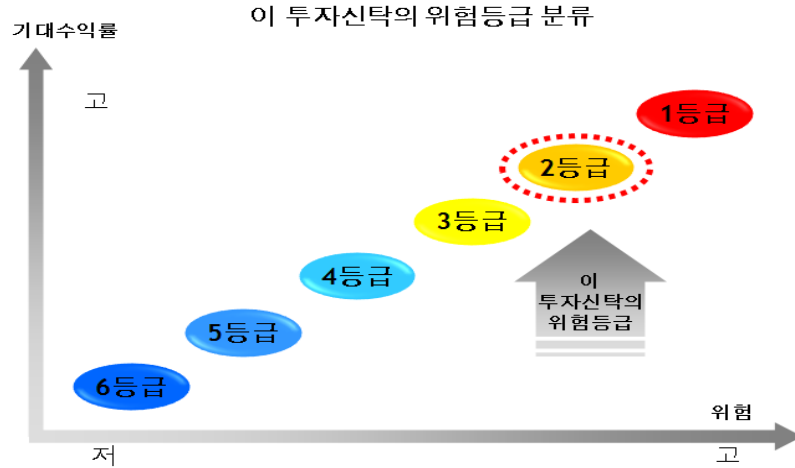 이 투자신탁의 위험등급 분류
기대수익률
고
1등급
2등급
3등급
4등급
이
투자신탁의
위험등급
5등급
6등급
위험
저
고